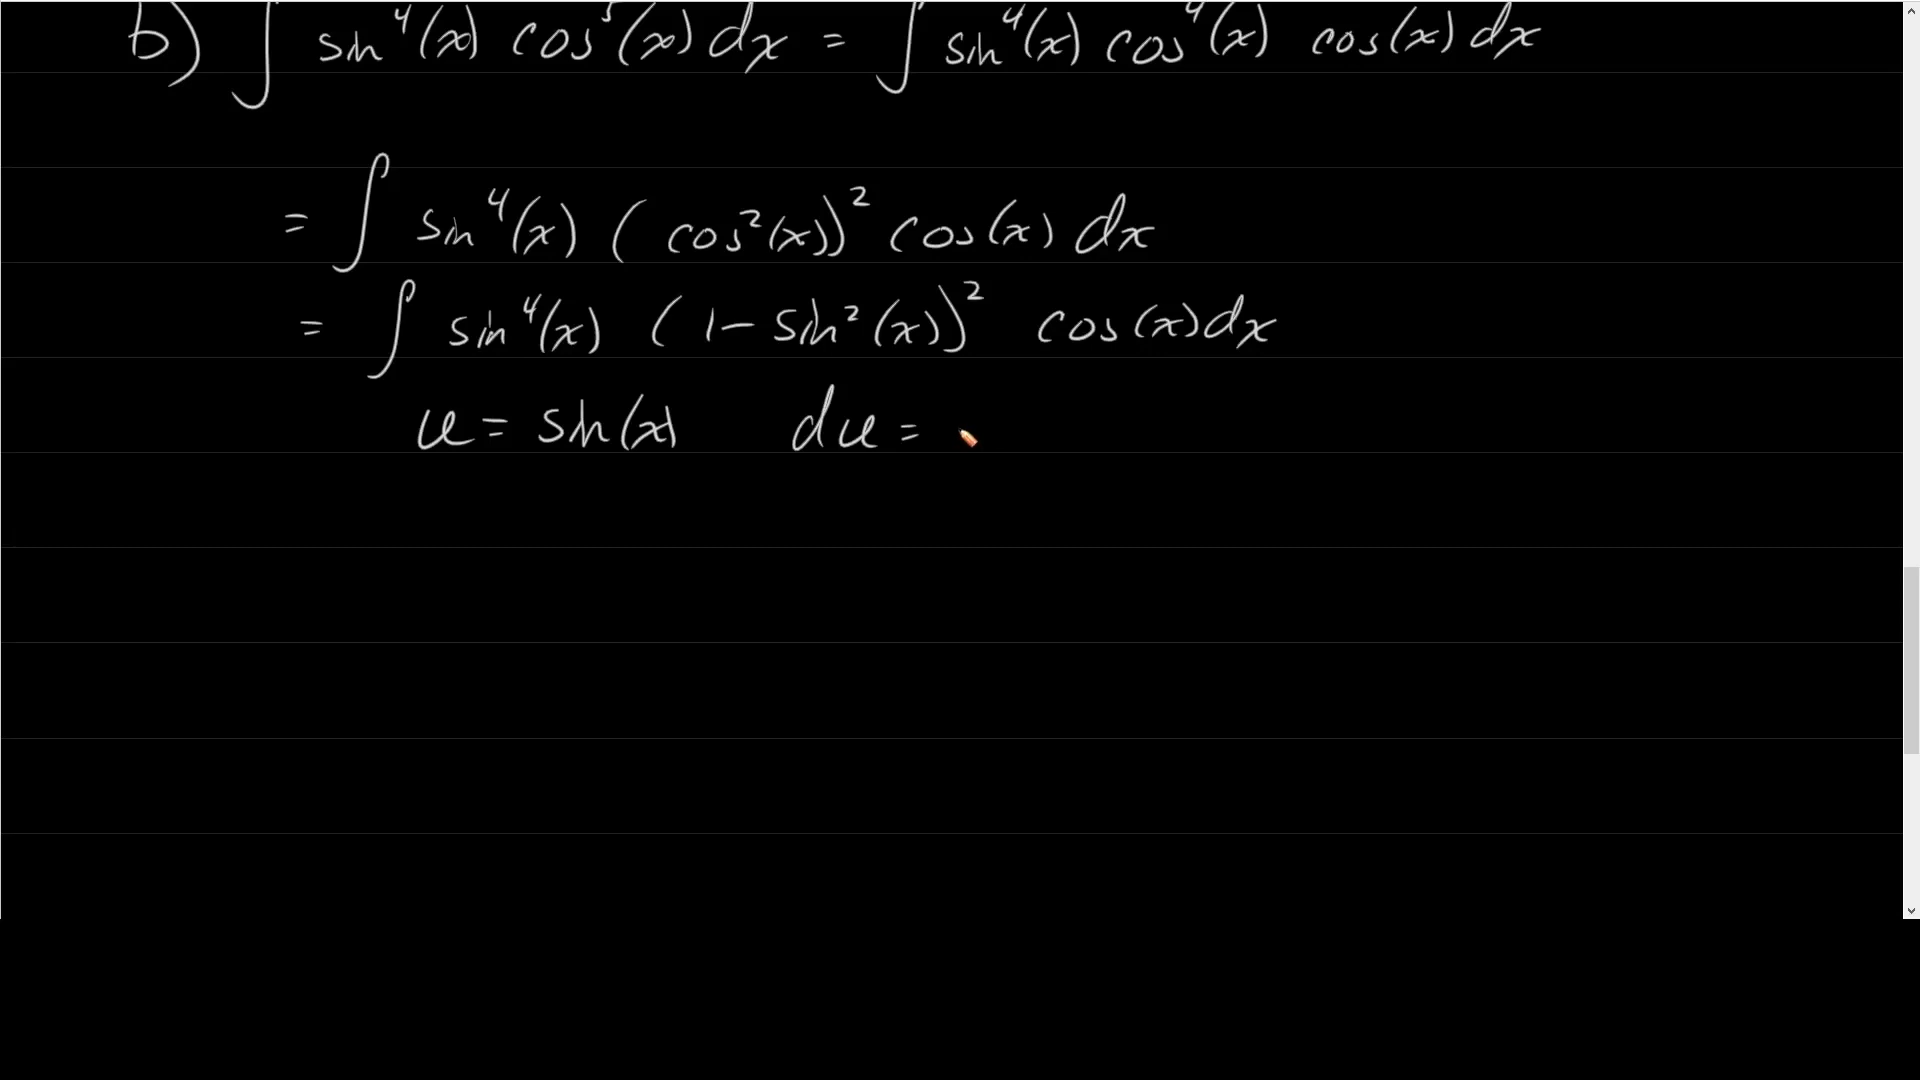 b) ∫ sin⁴(x) cos⁵(x) dx = ∫ sin⁴(x) cos⁴(x) cos(x) dx
= ∫ sin⁴(x) (cos²(x))² cos(x) dx
= ∫ sin⁴(x) (1 - sin²(x))² cos(x) dx
u = sin(x) du =